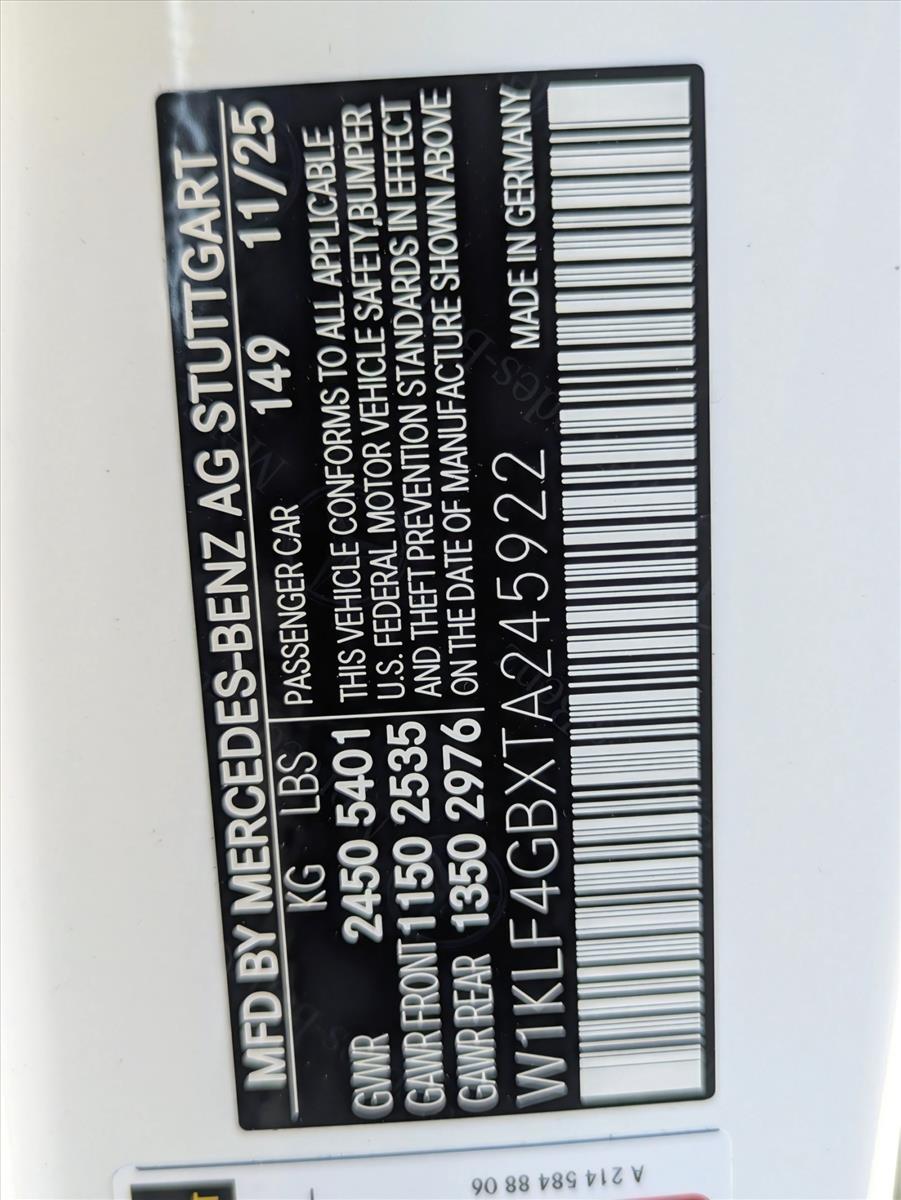 MFD BY MERCEDES-BENZ AG STUTTGART
KG LBS PASSENGER CAR 149 11/25
GVWR 2450 5401
GAWR FRONT 1150 2535
GAWR REAR 1350 2976
THIS VEHICLE CONFORMS TO ALL APPLICABLE
U.S. FEDERAL MOTOR VEHICLE SAFETY,BUMPER
AND THEFT PREVENTION STANDARDS IN EFFECT
ON THE DATE OF MANUFACTURE SHOWN ABOVE
W1KLF4GBXTA245922 MADE IN GERMANY
A 214 584 88 06